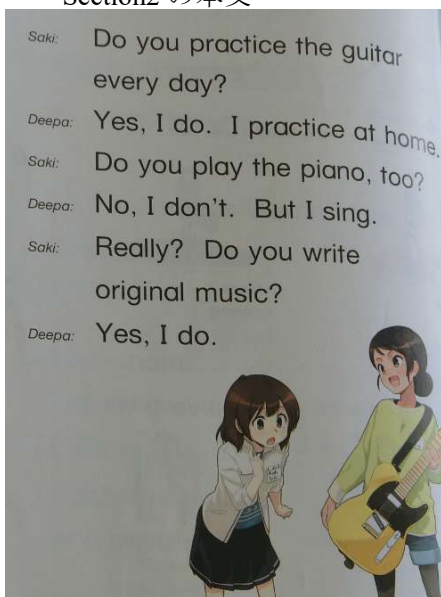 Section2 の本文
Saki: Do you practice the guitar
every day?
Deepa: Yes, I do. I practice at home.
Saki: Do you play the piano, too?
Deepa: No, I don't. But I sing.
Saki: Really? Do you write
original music?
Deepa: Yes, I do.